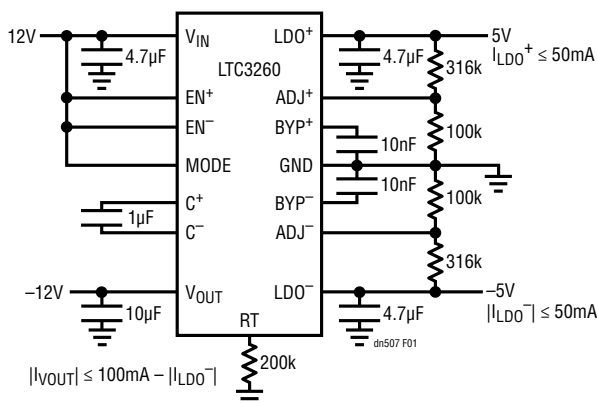 12V
4.7µF
V_IN
LDO⁺
4.7µF
5V
I_LDO⁺ ≤ 50mA
LTC3260
316k
EN⁺
ADJ⁺
EN⁻
BYP⁺
100k
10nF
MODE
GND
10nF
C⁺
BYP⁻
100k
1µF
C⁻
ADJ⁻
316k
–12V
V_OUT
LDO⁻
–5V
10µF
4.7µF
|I_LDO⁻| ≤ 50mA
RT
dn507 F01
200k
|I_VOUT| ≤ 100mA – |I_LDO⁻|